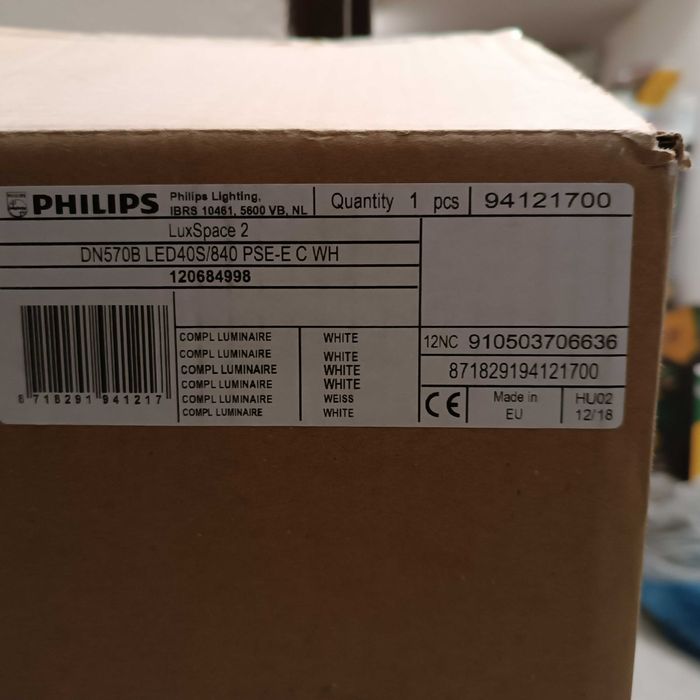 PHILIPS
Philips Lighting,
IBRS 10461, 5600 VB, NL
Quantity 1 pcs
94121700
LuxSpace 2
DN570B LED40S/840 PSE-E C WH
120684998
8 718291 941217
COMPL LUMINAIRE WHITE
COMPL LUMINAIRE WHITE
COMPL LUMINAIRE WHITE
COMPL LUMINAIRE WHITE
COMPL LUMINAIRE WEISS
COMPL LUMINAIRE WHITE
12NC 910503706636
871829194121700
CE
Made in
EU
HU02
12/18